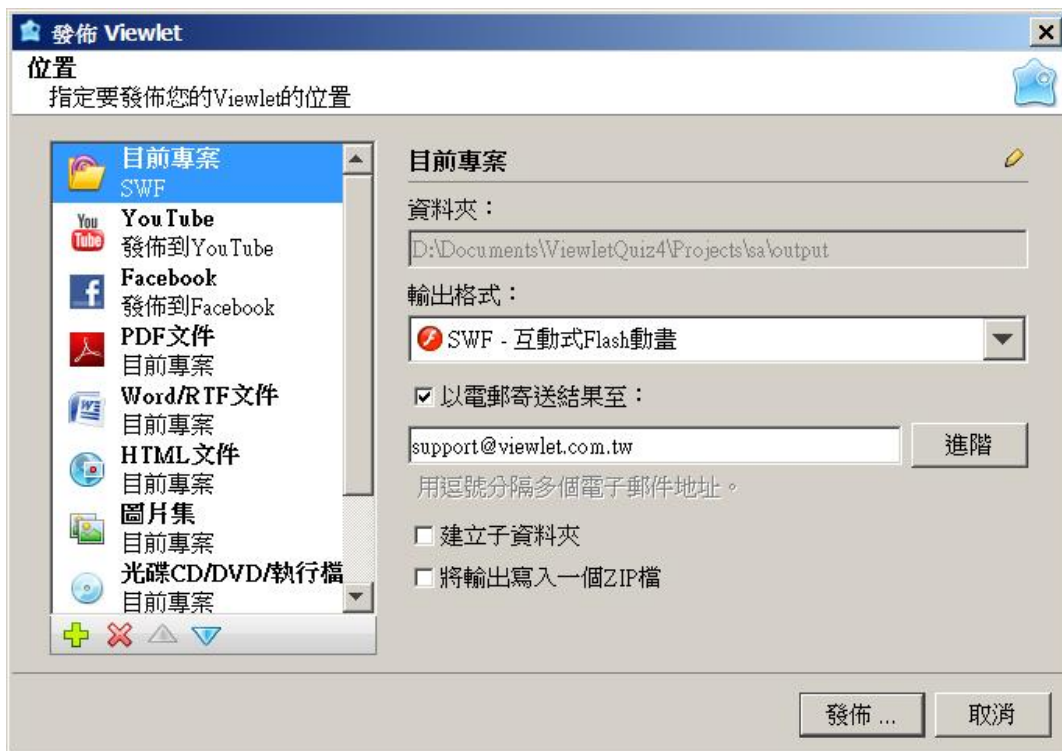 發佈 Viewlet
位置
指定要發佈您的Viewlet的位置
目前專案
SWF
You Tube
YouTube
發佈到YouTube
Facebook
發佈到Facebook
PDF文件
目前專案
Word/RTF文件
目前專案
HTML文件
目前專案
圖片集
目前專案
光碟CD/DVD/執行檔
目前專案
目前專案
資料夾：
D:\Documents\ViewletQuiz4\Projects\sa\output
輸出格式：
SWF - 互動式Flash動畫
以電郵寄送結果至：
support@viewlet.com.tw
進階
用逗號分隔多個電子郵件地址。
建立子資料夾
將輸出寫入一個ZIP檔
發佈 ...
取消